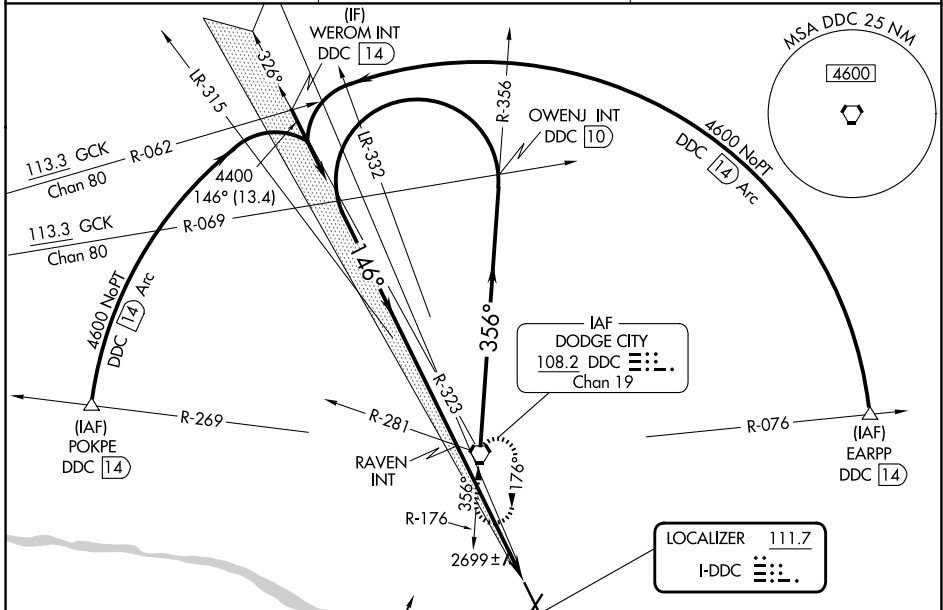 (IF)
WEROM INT
DDC 14
MSA DDC 25 NM
4600
326°
LR-315
R-356
OWENJ INT
DDC 10
LR-332
4600 NoPT
DDC 14 Arc
113.3 GCK
Chan 80
R-062
4400
146° (13.4)
113.3 GCK
Chan 80
R-069
146°
4600 NoPT
DDC 14 Arc
356°
IAF
DODGE CITY
108.2 DDC
Chan 19
R-323
R-269
R-281
R-076
(IAF)
POKPE
DDC 14
(IAF)
EARPP
DDC 14
RAVEN
INT
356°
176°
R-176
2699±
LOCALIZER 111.7
I-DDC